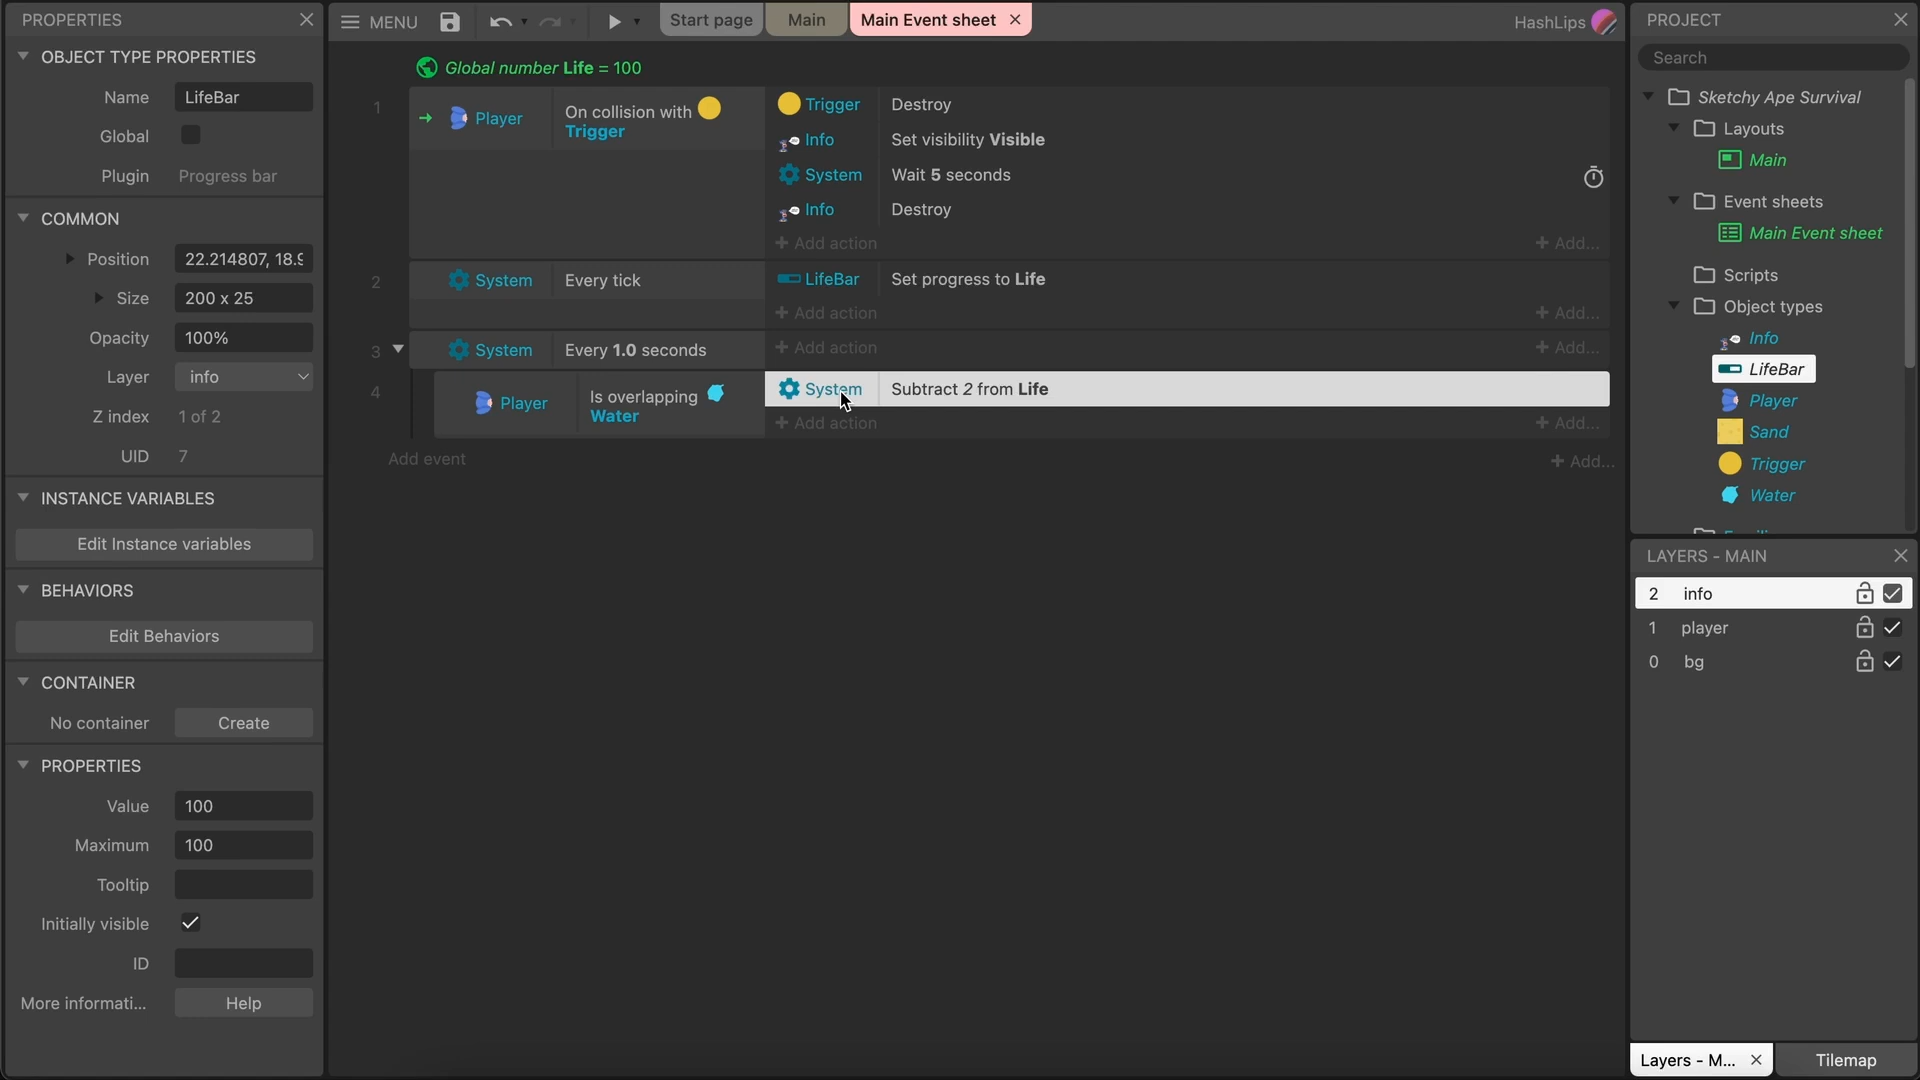 PROPERTIES
OBJECT TYPE PROPERTIES
Name LifeBar
Global
Plugin Progress bar
COMMON
Position 22.214807, 18.9
Size 200 x 25
Opacity 100%
Layer info
Z index 1 of 2
UID 7
INSTANCE VARIABLES
Edit Instance variables
BEHAVIORS
Edit Behaviors
CONTAINER
No container Create
PROPERTIES
Value 100
Maximum 100
Tooltip
Initially visible
ID
More informati... Help
MENU
Start page
Main
Main Event sheet
HashLips
Global number Life = 100
1
Player
On collision with
Trigger
Trigger Destroy
Info Set visibility Visible
System Wait 5 seconds
Info Destroy
+ Add action + Add...
2
System Every tick
LifeBar Set progress to Life
+ Add action + Add...
3
System Every 1.0 seconds
+ Add action + Add...
4
Player
Is overlapping
Water
System Subtract 2 from Life
+ Add action + Add...
Add event + Add...
PROJECT
Search
Sketchy Ape Survival
Layouts
Main
Event sheets
Main Event sheet
Scripts
Object types
Info
LifeBar
Player
Sand
Trigger
Water
LAYERS - MAIN
2 info
1 player
0 bg
Layers - M...
Tilemap